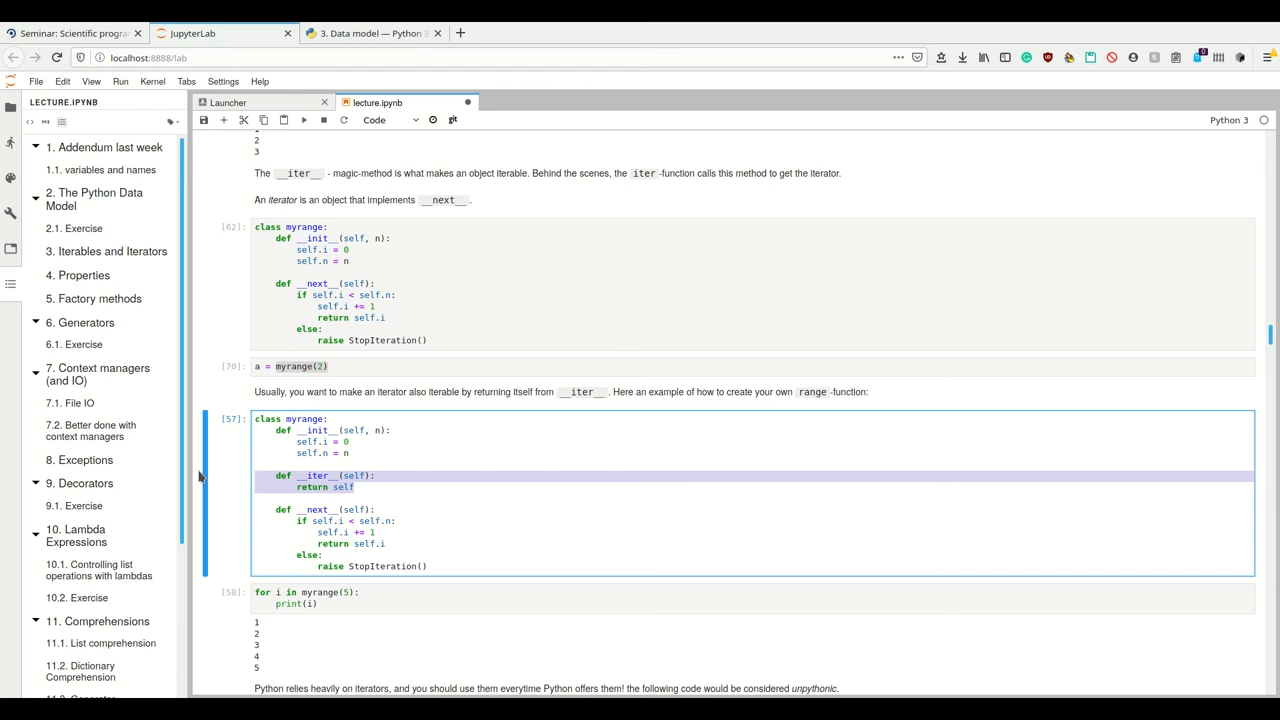 Seminar: Scientific progra
JupyterLab
3. Data model — Python 3
localhost:8888/lab
0
File Edit View Run Kernel Tabs Settings Help
LECTURE.IPYNB
Launcher
lecture.ipynb
Code
git
Python 3
1. Addendum last week
1.1. variables and names
2. The Python Data
Model
2.1. Exercise
3. Iterables and Iterators
4. Properties
5. Factory methods
6. Generators
6.1. Exercise
7. Context managers
(and IO)
7.1. File IO
7.2. Better done with
context managers
8. Exceptions
9. Decorators
9.1. Exercise
10. Lambda
Expressions
10.1. Controlling list
operations with lambdas
10.2. Exercise
11. Comprehensions
11.1. List comprehension
11.2. Dictionary
Comprehension
2
3
The __iter__ - magic-method is what makes an object iterable. Behind the scenes, the iter -function calls this method to get the iterator.
An iterator is an object that implements __next__ .
[62]:
class myrange:
def __init__(self, n):
self.i = 0
self.n = n
def __next__(self):
if self.i < self.n:
self.i += 1
return self.i
else:
raise StopIteration()
[70]:
a = myrange(2)
Usually, you want to make an iterator also iterable by returning itself from __iter__ . Here an example of how to create your own range -function:
[57]:
class myrange:
def __init__(self, n):
self.i = 0
self.n = n
def __iter__(self):
return self
def __next__(self):
if self.i < self.n:
self.i += 1
return self.i
else:
raise StopIteration()
[58]:
for i in myrange(5):
print(i)
1
2
3
4
5
Python relies heavily on iterators, and you should use them everytime Python offers them! the following code would be considered unpythonic.